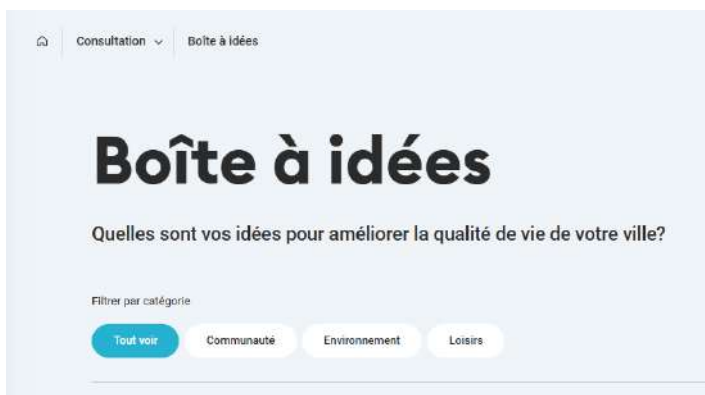 Consultation Boîte à idées
Boîte à idées
Quelles sont vos idées pour améliorer la qualité de vie de votre ville?
Filtrer par catégorie
Tout voir Communauté Environnement Loisirs